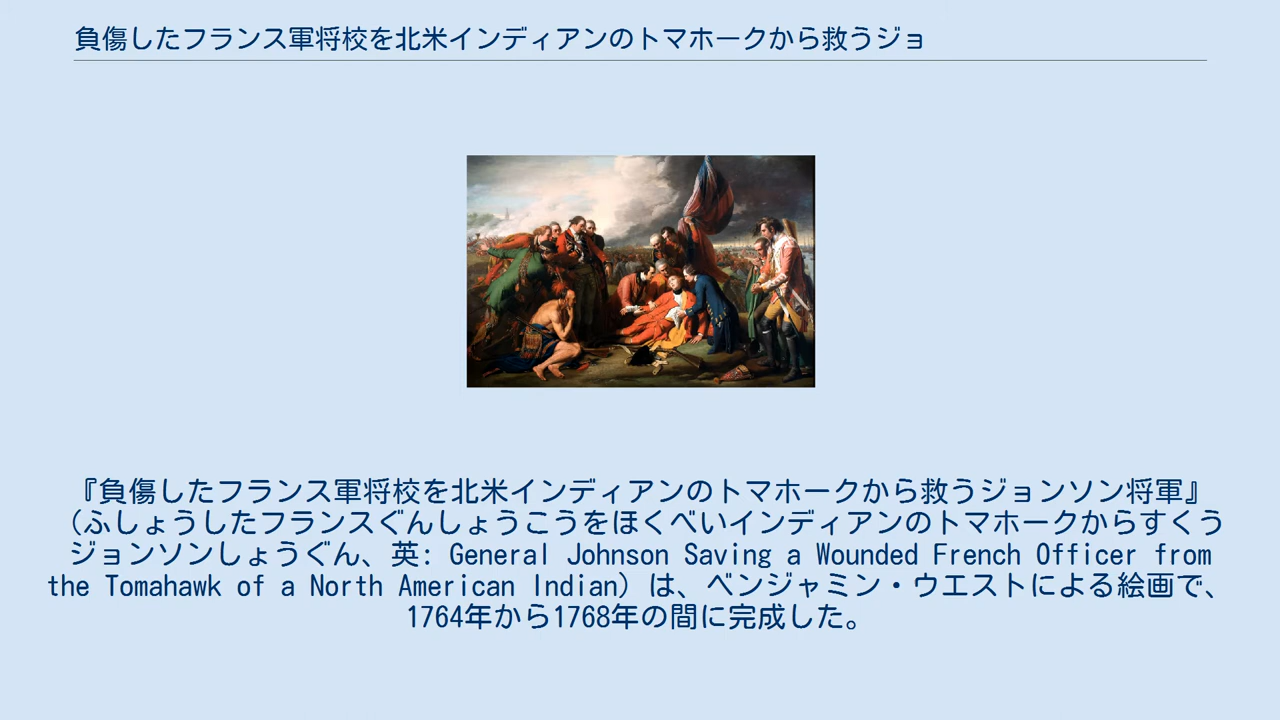 負傷したフランス軍将校を北米インディアンのトマホークから救うジョ
『負傷したフランス軍将校を北米インディアンのトマホークから救うジョンソン将軍』
（ふしょうしたフランスぐんしょうこうをほくべいインディアンのトマホークからすくう
ジョンソンしょうぐん、英: General Johnson Saving a Wounded French Officer from
the Tomahawk of a North American Indian）は、ベンジャミン・ウエストによる絵画で、
1764年から1768年の間に完成した。